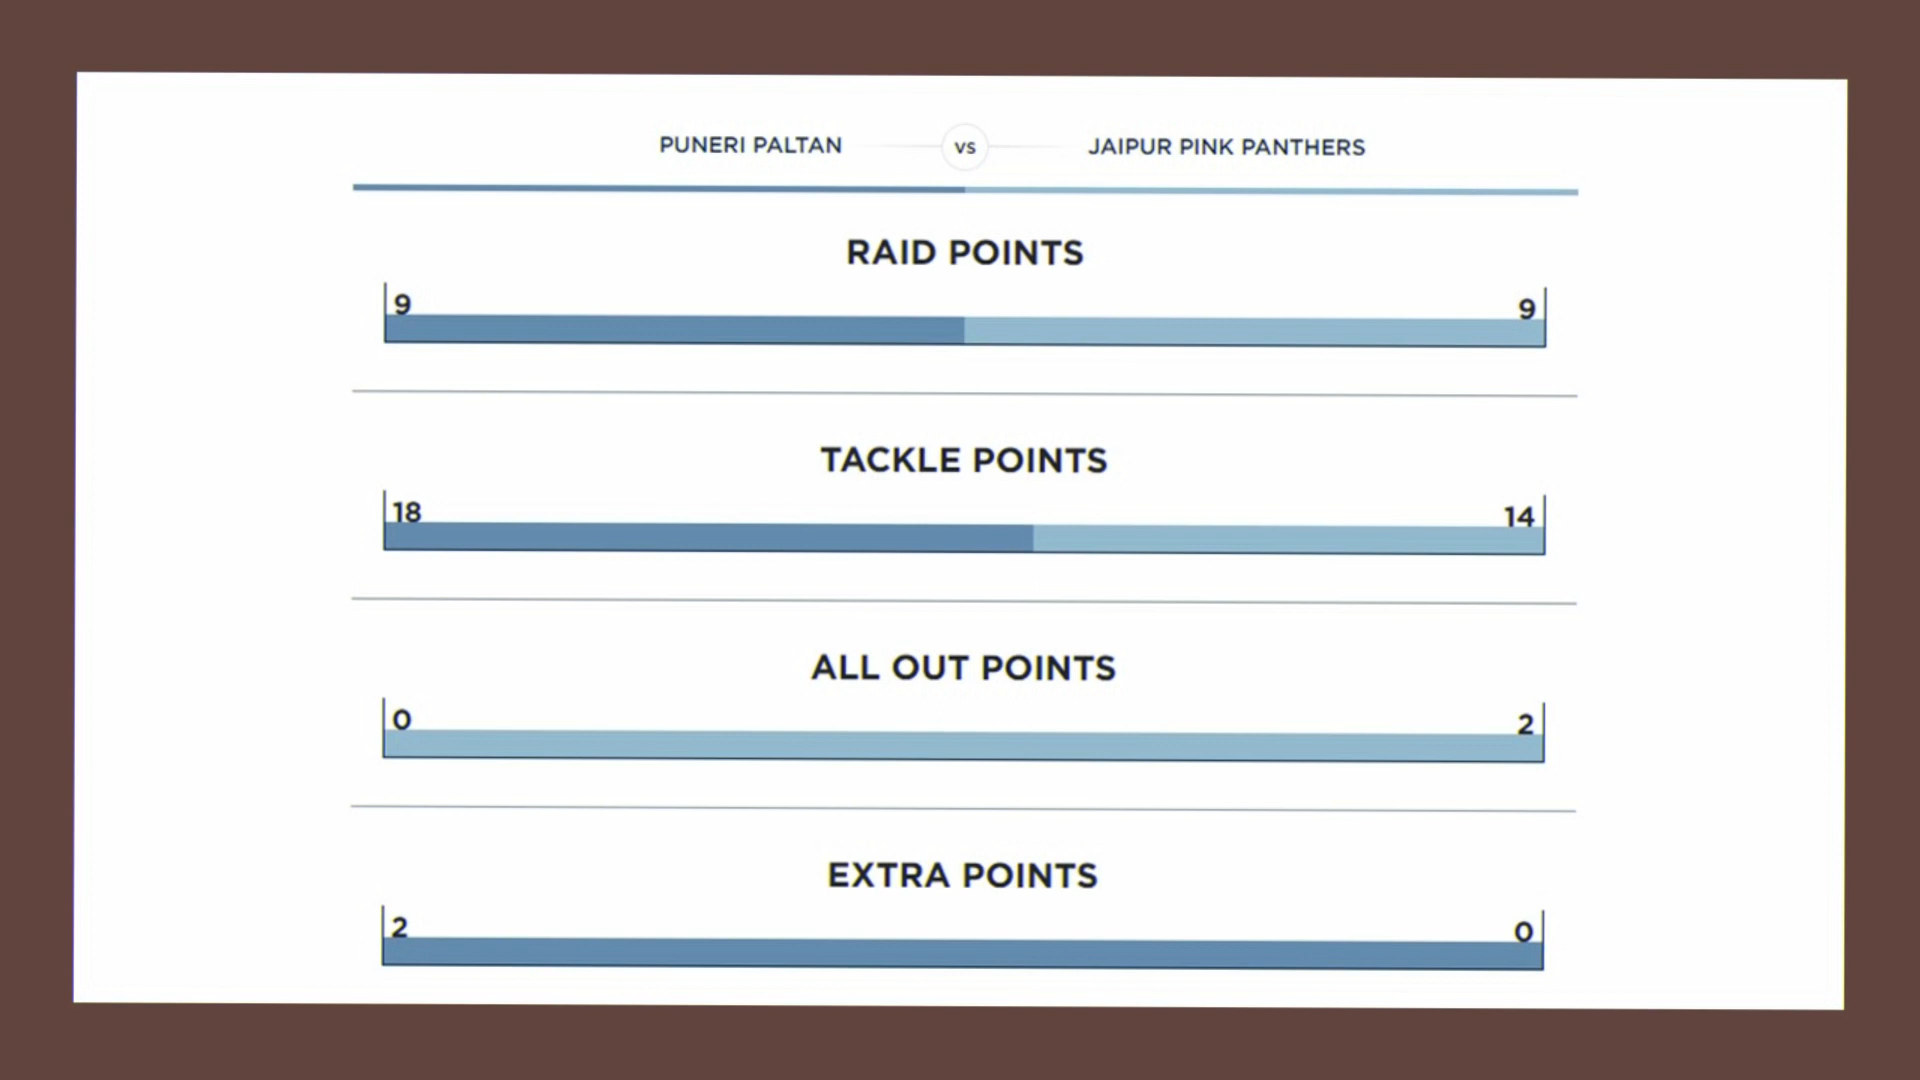 PUNERI PALTAN VS JAIPUR PINK PANTHERS
RAID POINTS
9 9
TACKLE POINTS
18 14
ALL OUT POINTS
0 2
EXTRA POINTS
2 0